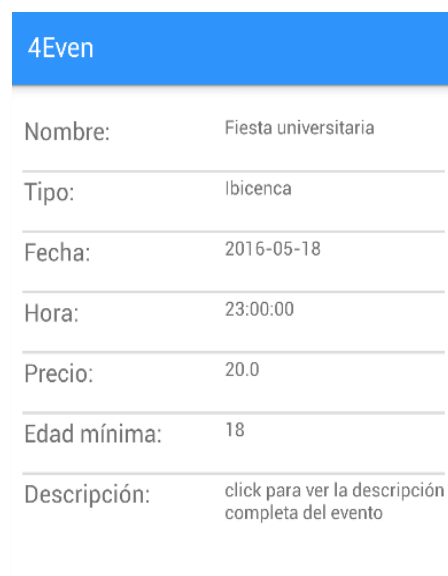 4Even
Nombre: Fiesta universitaria
Tipo: Ibicenca
Fecha: 2016-05-18
Hora: 23:00:00
Precio: 20.0
Edad mínima: 18
Descripción: click para ver la descripción
completa del evento